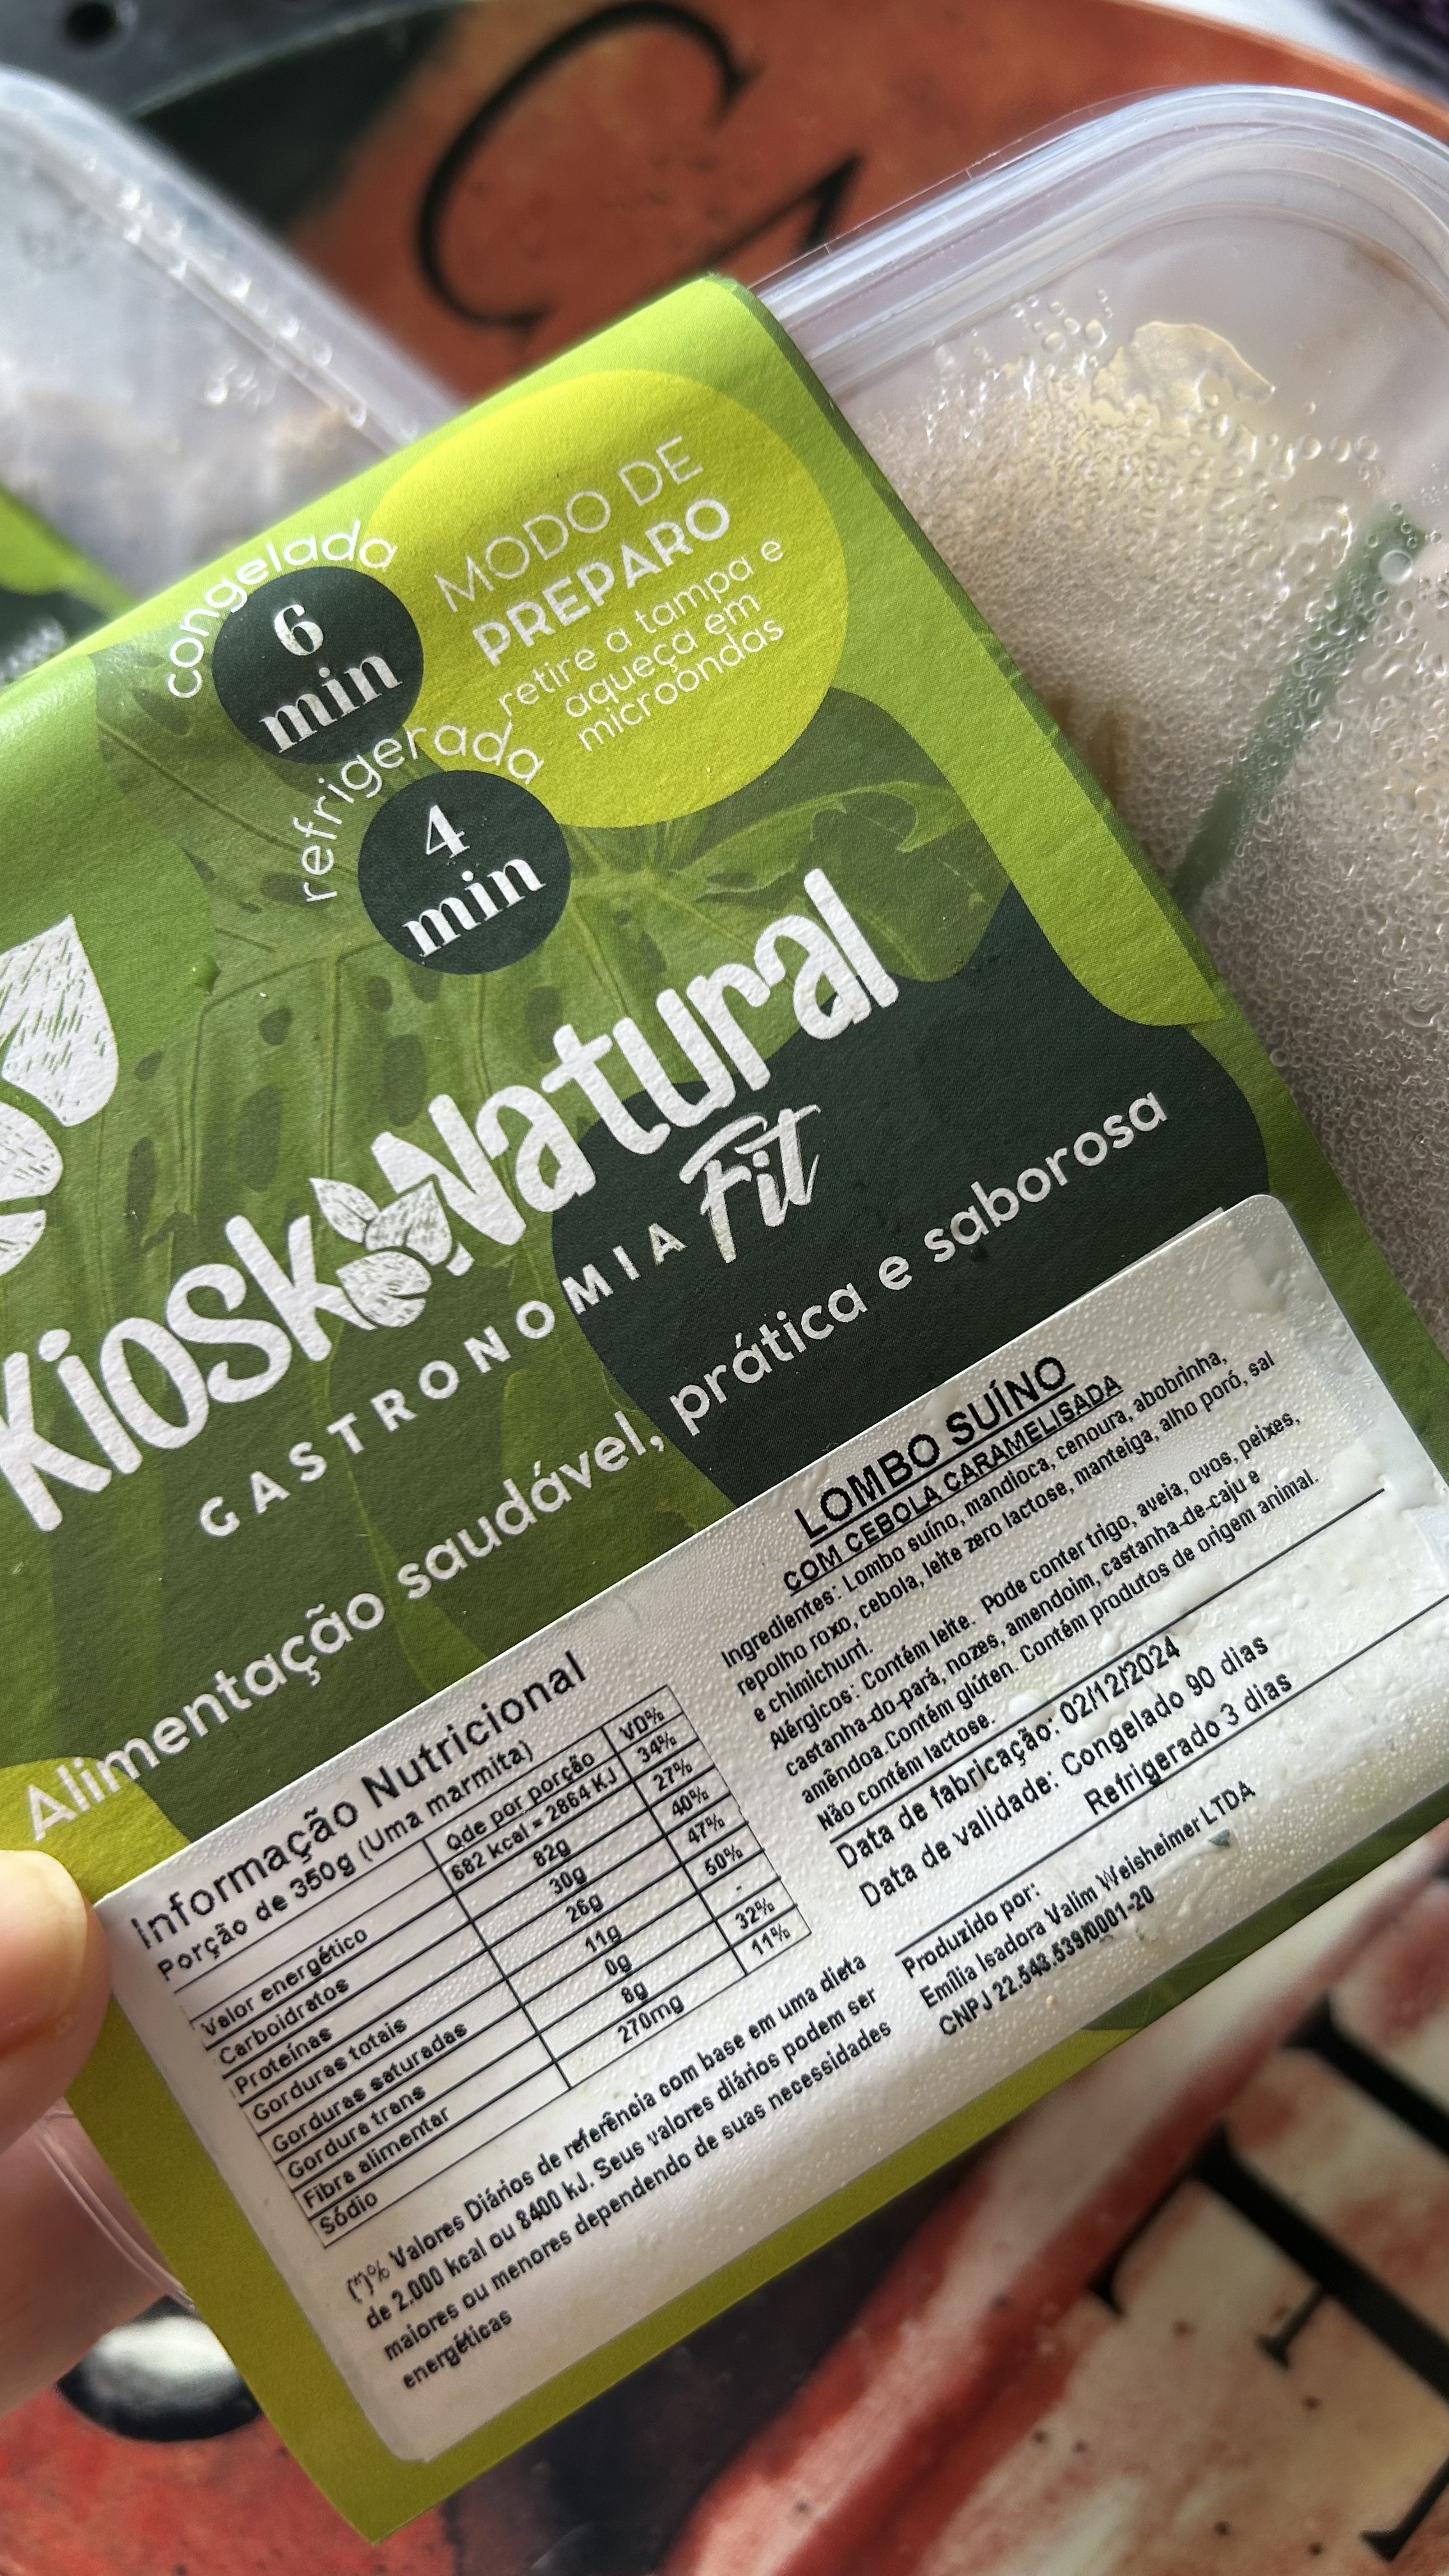 congelada
6
min
MODO DE
PREPARO
retire a tampa e
aqueça em
microondas
refrigerada
4
min
Kiosk Natural
GASTRONOMIA Fit
Alimentação saudável, prática e saborosa
LOMBO SUÍNO
COM CEBOLA CARAMELISADA
Ingredientes: Lombo suíno, mandioca, cenoura, abobrinha,
repolho roxo, cebola, leite zero lactose, manteiga, alho poró, sal
e chimichurri.
Alérgicos: Contém leite. Pode conter trigo, aveia, ovos, peixes,
castanha-do-pará, nozes, amendoim, castanha-de-caju e
amêndoa. Contém glúten. Contém produtos de origem animal.
Não contém lactose.
Data de fabricação: 02/12/2024
Data de validade: Congelado 90 dias
Refrigerado 3 dias
Produzido por:
Emília Isadora Valim Weisheimer LTDA
CNPJ 22.543.539/0001-20
Informação Nutricional
Porção de 350g (Uma marmita)
Qde por porção VD%
Valor energético 682 kcal = 2864 KJ 34%
Carboidratos 82g 27%
Proteínas 30g 40%
Gorduras totais 26g 47%
Gorduras saturadas 11g 50%
Gordura trans 0g -
Fibra alimentar 8g 32%
Sódio 270mg 11%
(*)% Valores Diários de referência com base em uma dieta
de 2.000 kcal ou 8400 kJ. Seus valores diários podem ser
maiores ou menores dependendo de suas necessidades
energéticas